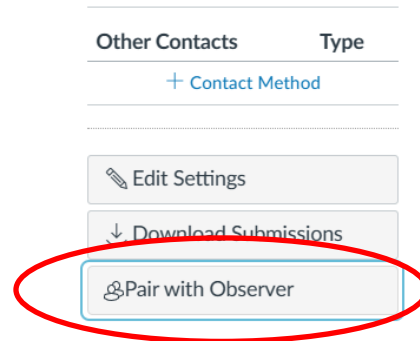 Other Contacts Type
+ Contact Method
Edit Settings
Download Submissions
Pair with Observer